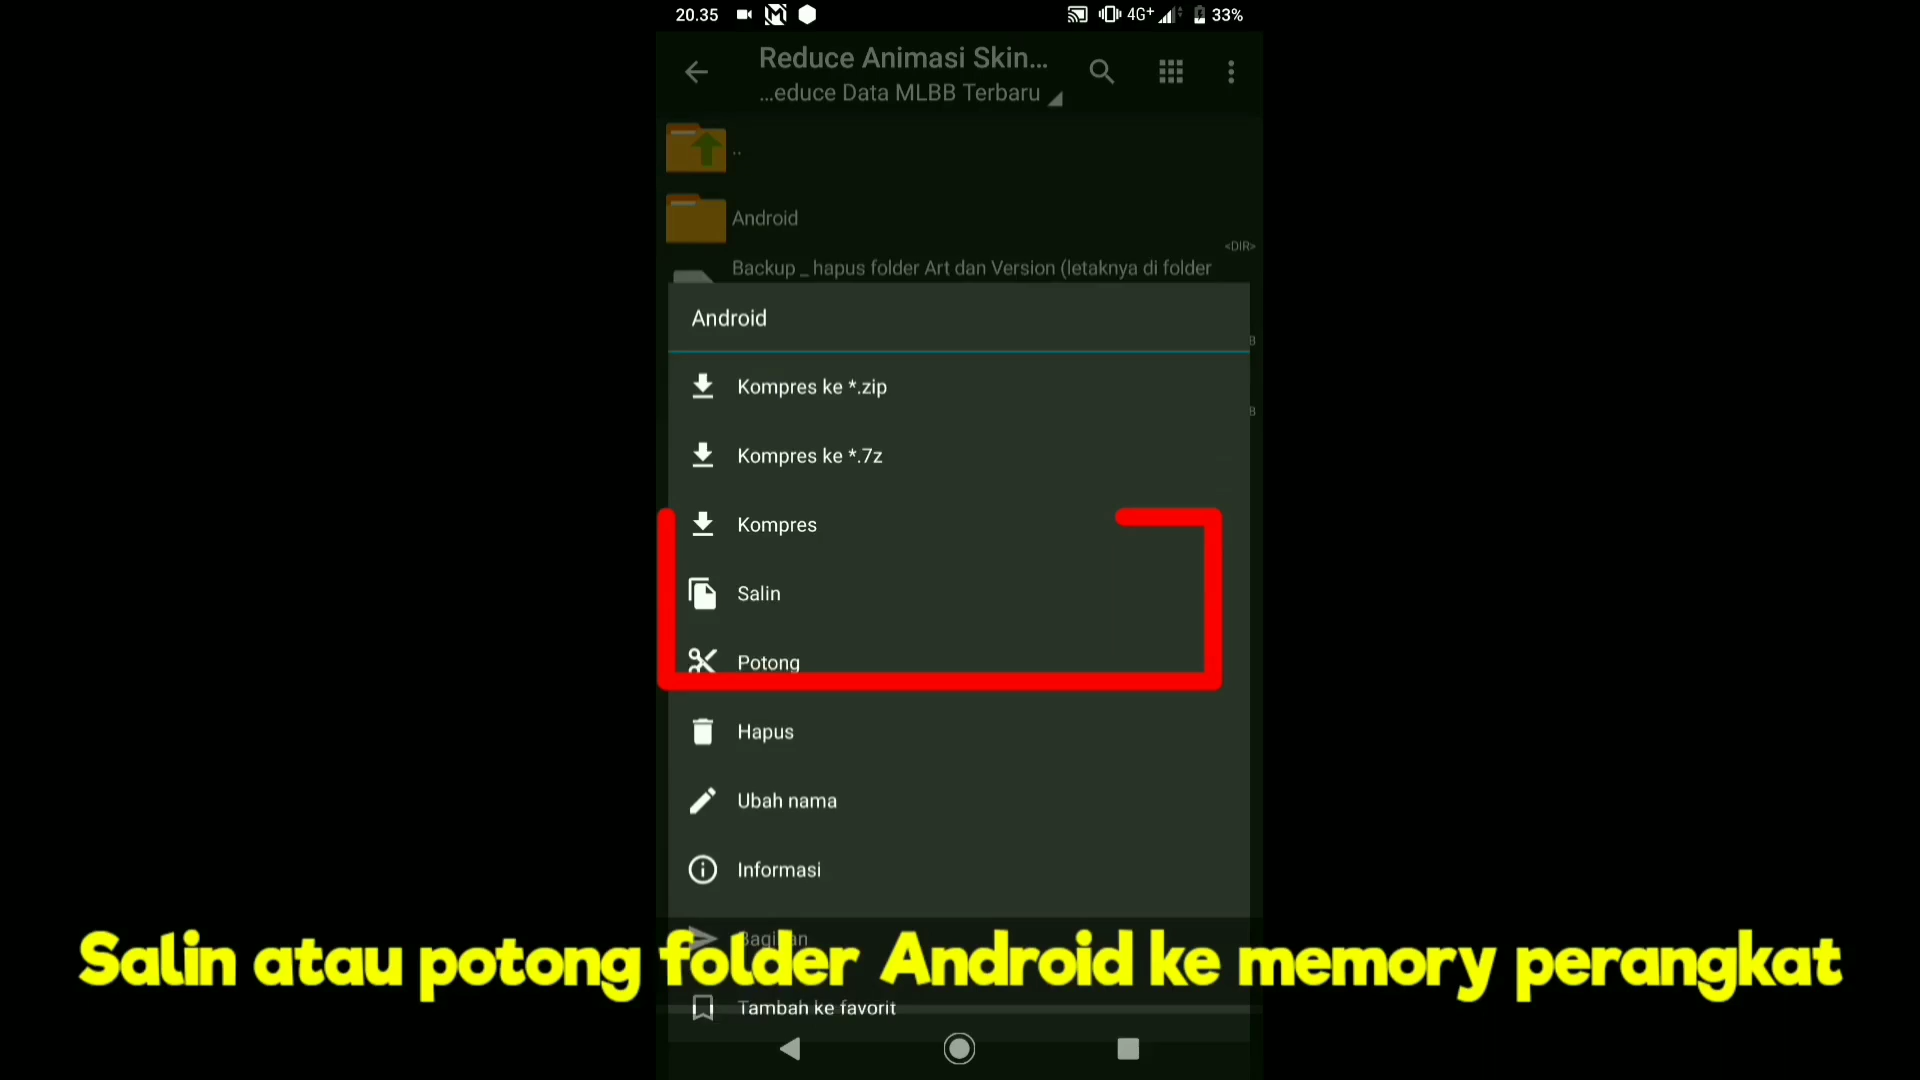 20.35
4G+
33%
Reduce Animasi Skin...
...educe Data MLBB Terbaru
..
Android
<DIR>
Backup _ hapus folder Art dan Version (letaknya di folder
Android
B
Kompres ke *.zip
B
Kompres ke *.7z
Kompres
Salin
Potong
Hapus
Ubah nama
Informasi
Bagikan
Salin atau potong folder Android ke memory perangkat
Tambah ke favorit